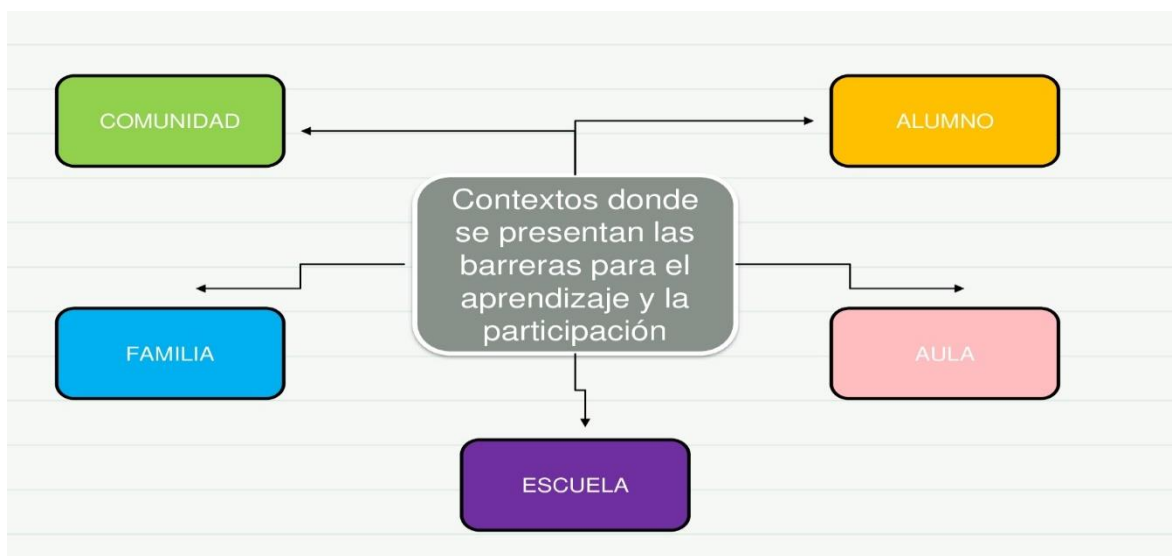 COMUNIDAD
ALUMNO
Contextos donde
se presentan las
barreras para el
aprendizaje y la
participación
FAMILIA
AULA
ESCUELA